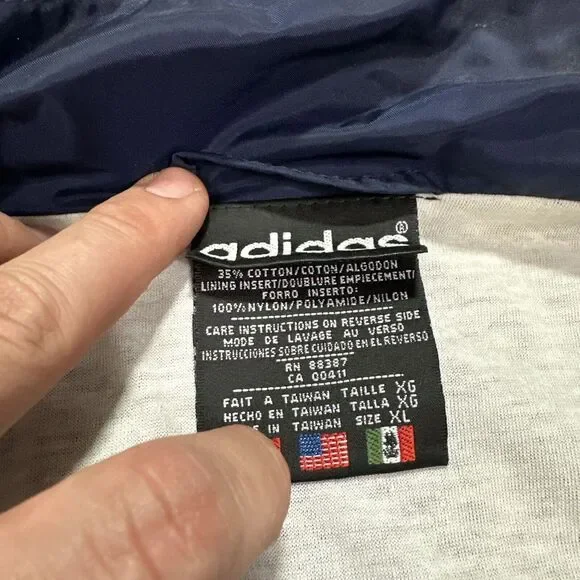 adidas®
35% COTTON/COTON/ALGODON
LINING INSERT/DOUBLURE EMPIECEMENT/
FORRO INSERTO:
100% NYLON/POLYAMIDE/NILON
CARE INSTRUCTIONS ON REVERSE SIDE
MODE DE LAVAGE AU VERSO
INSTRUCCIONES SOBRE CUIDADO EN EL REVERSO
RN 88387
CA 00411
FAIT A TAIWAN TAILLE XG
HECHO EN TAIWAN TALLA XG
IN TAIWAN SIZE XL